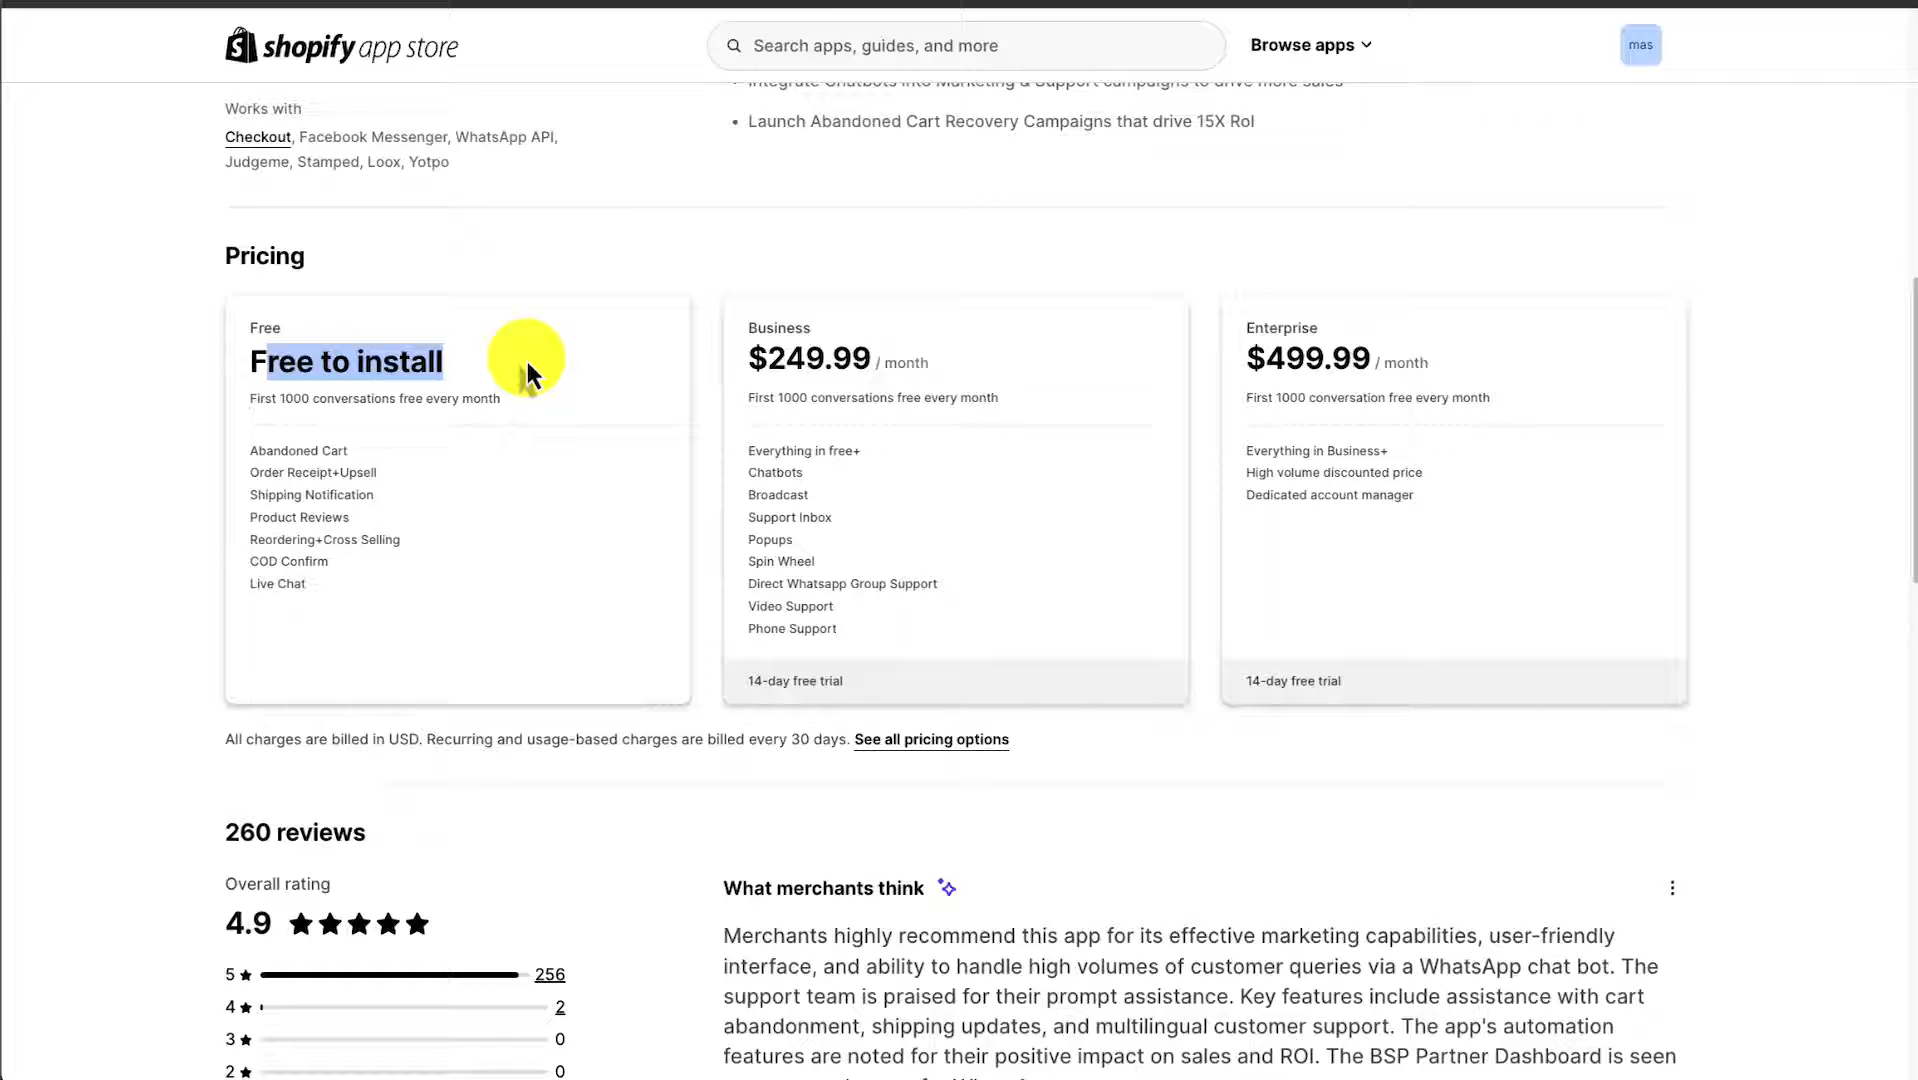 shopify app store
Search apps, guides, and more
Browse apps
mas
Integrate Chatbots into Marketing & Support campaigns to drive more sales
• Launch Abandoned Cart Recovery Campaigns that drive 15X RoI
Works with
Checkout, Facebook Messenger, WhatsApp API,
Judgeme, Stamped, Loox, Yotpo
Pricing
Free
Free to install
First 1000 conversations free every month
Abandoned Cart
Order Receipt+Upsell
Shipping Notification
Product Reviews
Reordering+Cross Selling
COD Confirm
Live Chat
Business
$249.99 / month
First 1000 conversations free every month
Everything in free+
Chatbots
Broadcast
Support Inbox
Popups
Spin Wheel
Direct Whatsapp Group Support
Video Support
Phone Support
14-day free trial
Enterprise
$499.99 / month
First 1000 conversation free every month
Everything in Business+
High volume discounted price
Dedicated account manager
14-day free trial
All charges are billed in USD. Recurring and usage-based charges are billed every 30 days. See all pricing options
260 reviews
Overall rating
4.9
5 256
4 2
3 0
2 0
What merchants think
Merchants highly recommend this app for its effective marketing capabilities, user-friendly
interface, and ability to handle high volumes of customer queries via a WhatsApp chat bot. The
support team is praised for their prompt assistance. Key features include assistance with cart
abandonment, shipping updates, and multilingual customer support. The app's automation
features are noted for their positive impact on sales and ROI. The BSP Partner Dashboard is seen